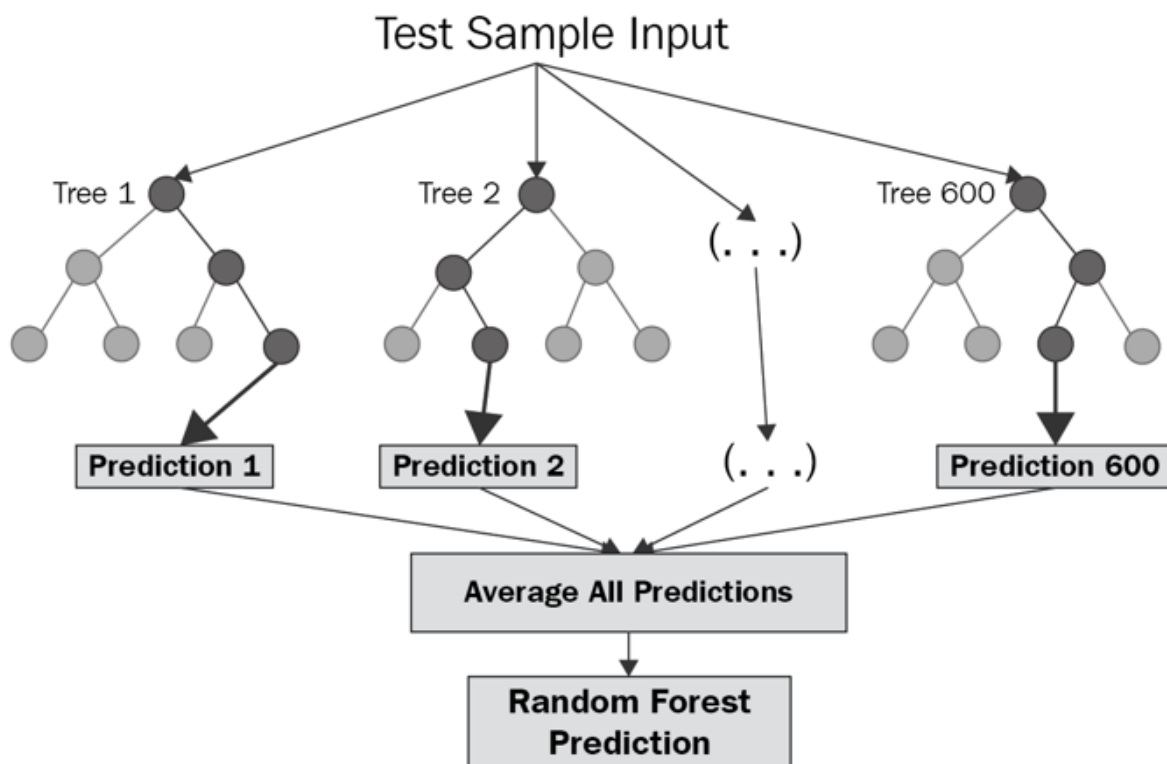 Test Sample Input
Tree 1
Tree 2
(. . .)
Tree 600
Prediction 1
Prediction 2
(. . .)
Prediction 600
Average All Predictions
Random Forest
Prediction